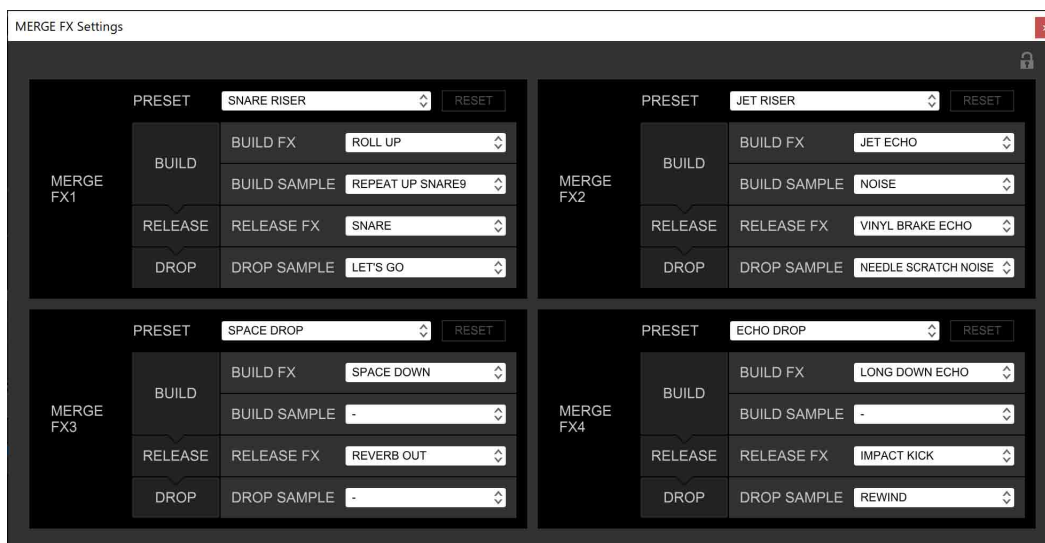 MERGE FX Settings
PRESET SNARE RISER RESET
MERGE
FX1
BUILD
BUILD FX ROLL UP
BUILD SAMPLE REPEAT UP SNARE9
RELEASE RELEASE FX SNARE
DROP DROP SAMPLE LET'S GO
PRESET JET RISER RESET
MERGE
FX2
BUILD
BUILD FX JET ECHO
BUILD SAMPLE NOISE
RELEASE RELEASE FX VINYL BRAKE ECHO
DROP DROP SAMPLE NEEDLE SCRATCH NOISE
PRESET SPACE DROP RESET
MERGE
FX3
BUILD
BUILD FX SPACE DOWN
BUILD SAMPLE -
RELEASE RELEASE FX REVERB OUT
DROP DROP SAMPLE -
PRESET ECHO DROP RESET
MERGE
FX4
BUILD
BUILD FX LONG DOWN ECHO
BUILD SAMPLE -
RELEASE RELEASE FX IMPACT KICK
DROP DROP SAMPLE REWIND